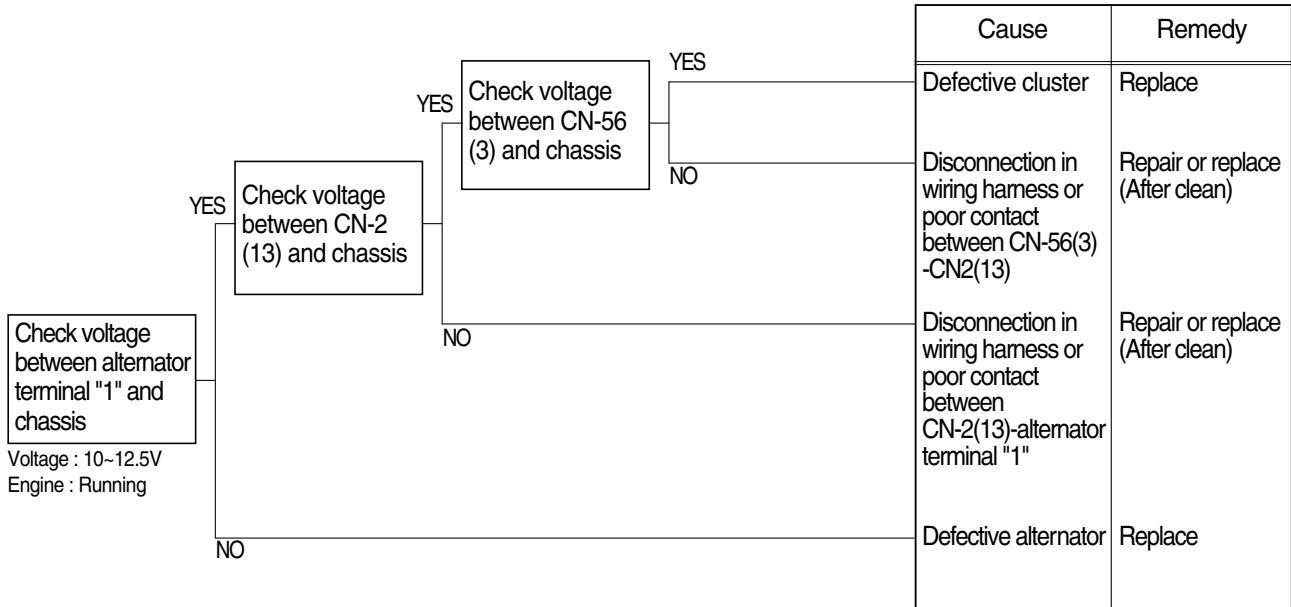 Cause
Remedy
YES
Defective cluster
Replace
YES
Check voltage
between CN-56
(3) and chassis
NO
Disconnection in
wiring harness or
poor contact
between CN-56(3)
-CN2(13)
Repair or replace
(After clean)
YES
Check voltage
between CN-2
(13) and chassis
NO
Disconnection in
wiring harness or
poor contact
between
CN-2(13)-alternator
terminal "1"
Repair or replace
(After clean)
Check voltage
between alternator
terminal "1" and
chassis
Voltage : 10~12.5V
Engine : Running
NO
Defective alternator
Replace